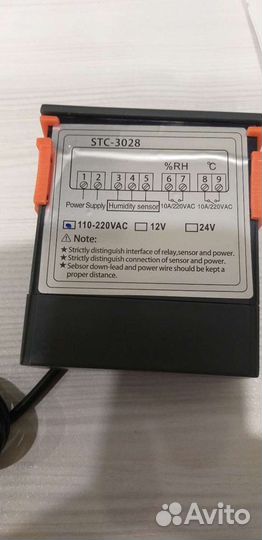 STC-3028
%RH °C
1 2 3 4 5 6 7 8 9
Power Supply Humidity sensor 10A/220VAC 10A/220VAC
110-220VAC 12V 24V
⚠ Note:
★ Strictly distinguish interface of relay,sensor and power.
★ Strictly distinguish connection of sensor and power.
★ Sebsor down-lead and power wire should be kept a
proper distance.
Avito